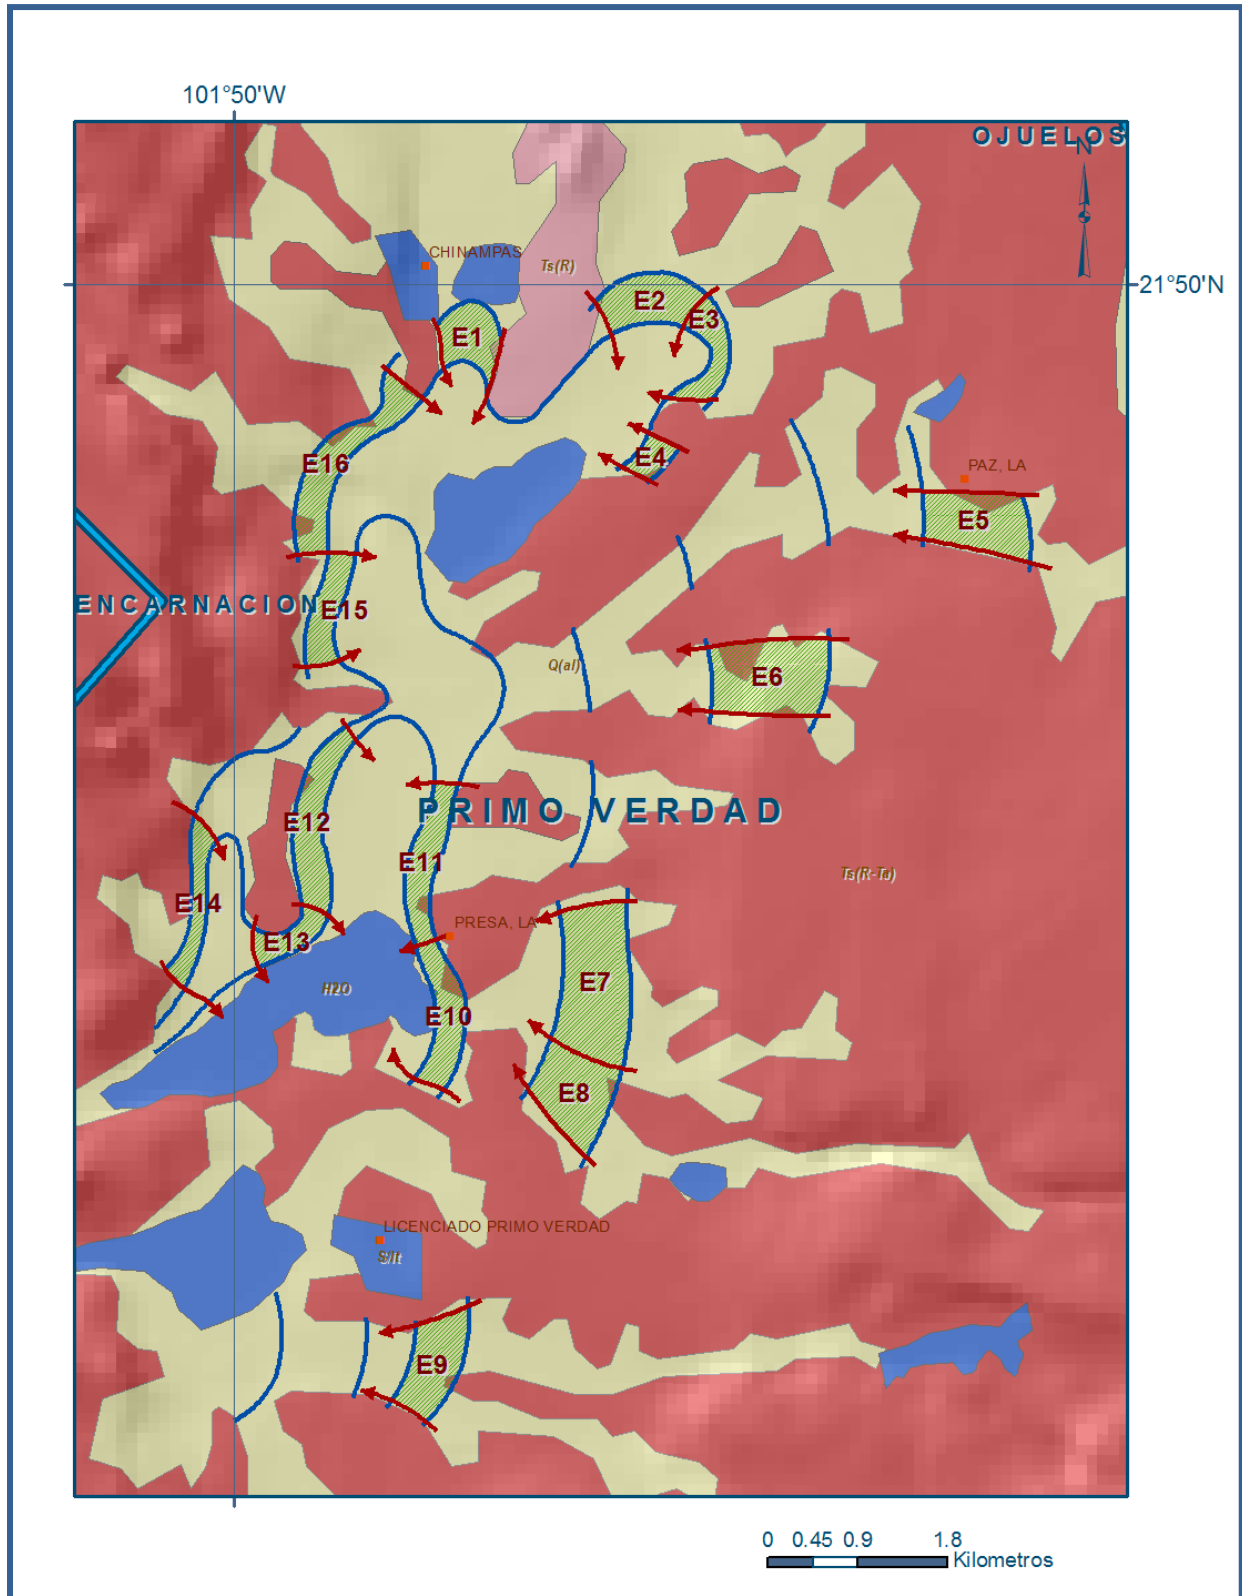 101°50'W
OJUELOS
N
CHINAMPAS
Ts(R)
21°50'N
E2
E3
E1
E16
E4
PAZ, LA
E5
ENCARNACION
E15
Q(al)
E6
PRIMO VERDAD
E12
E11
Ts(R-Ta)
E14
PRESA, LA
E13
E7
H2O
E10
E8
LICENCIADO PRIMO VERDAD
S/It
E9
0 0.45 0.9 1.8
Kilometros